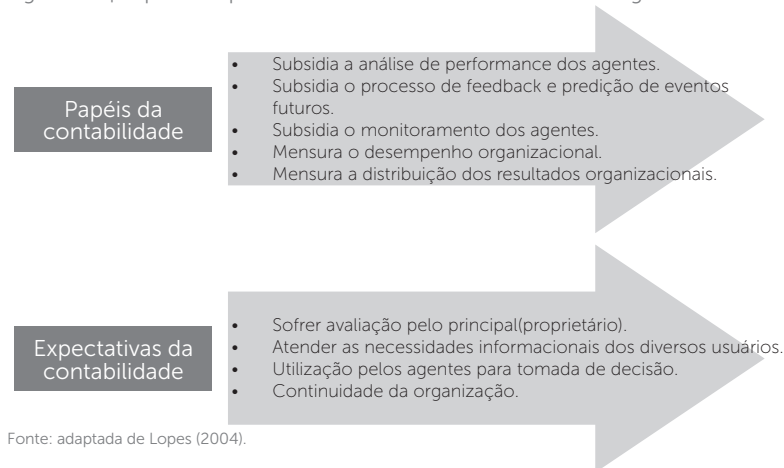 Papéis da
contabilidade
• Subsidia a análise de performance dos agentes.
• Subsidia o processo de feedback e predição de eventos
futuros.
• Subsidia o monitoramento dos agentes.
• Mensura o desempenho organizacional.
• Mensura a distribuição dos resultados organizacionais.
Expectativas da
contabilidade
• Sofrer avaliação pelo principal(proprietário).
• Atender as necessidades informacionais dos diversos usuários.
• Utilização pelos agentes para tomada de decisão.
• Continuidade da organização.
Fonte: adaptada de Lopes (2004).